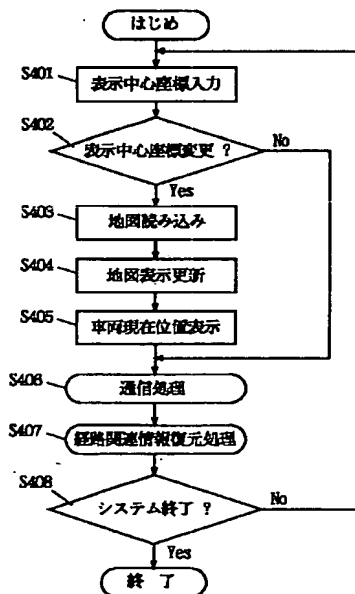 はじめ
S401
表示中心座標入力
S402
表示中心座標変更 ?
No
Yes
S403
地図読み込み
S404
地図表示更新
S405
車両現在位置表示
S406
通信処理
S407
経路関連情報復元処理
S408
システム終了 ?
No
Yes
終 了